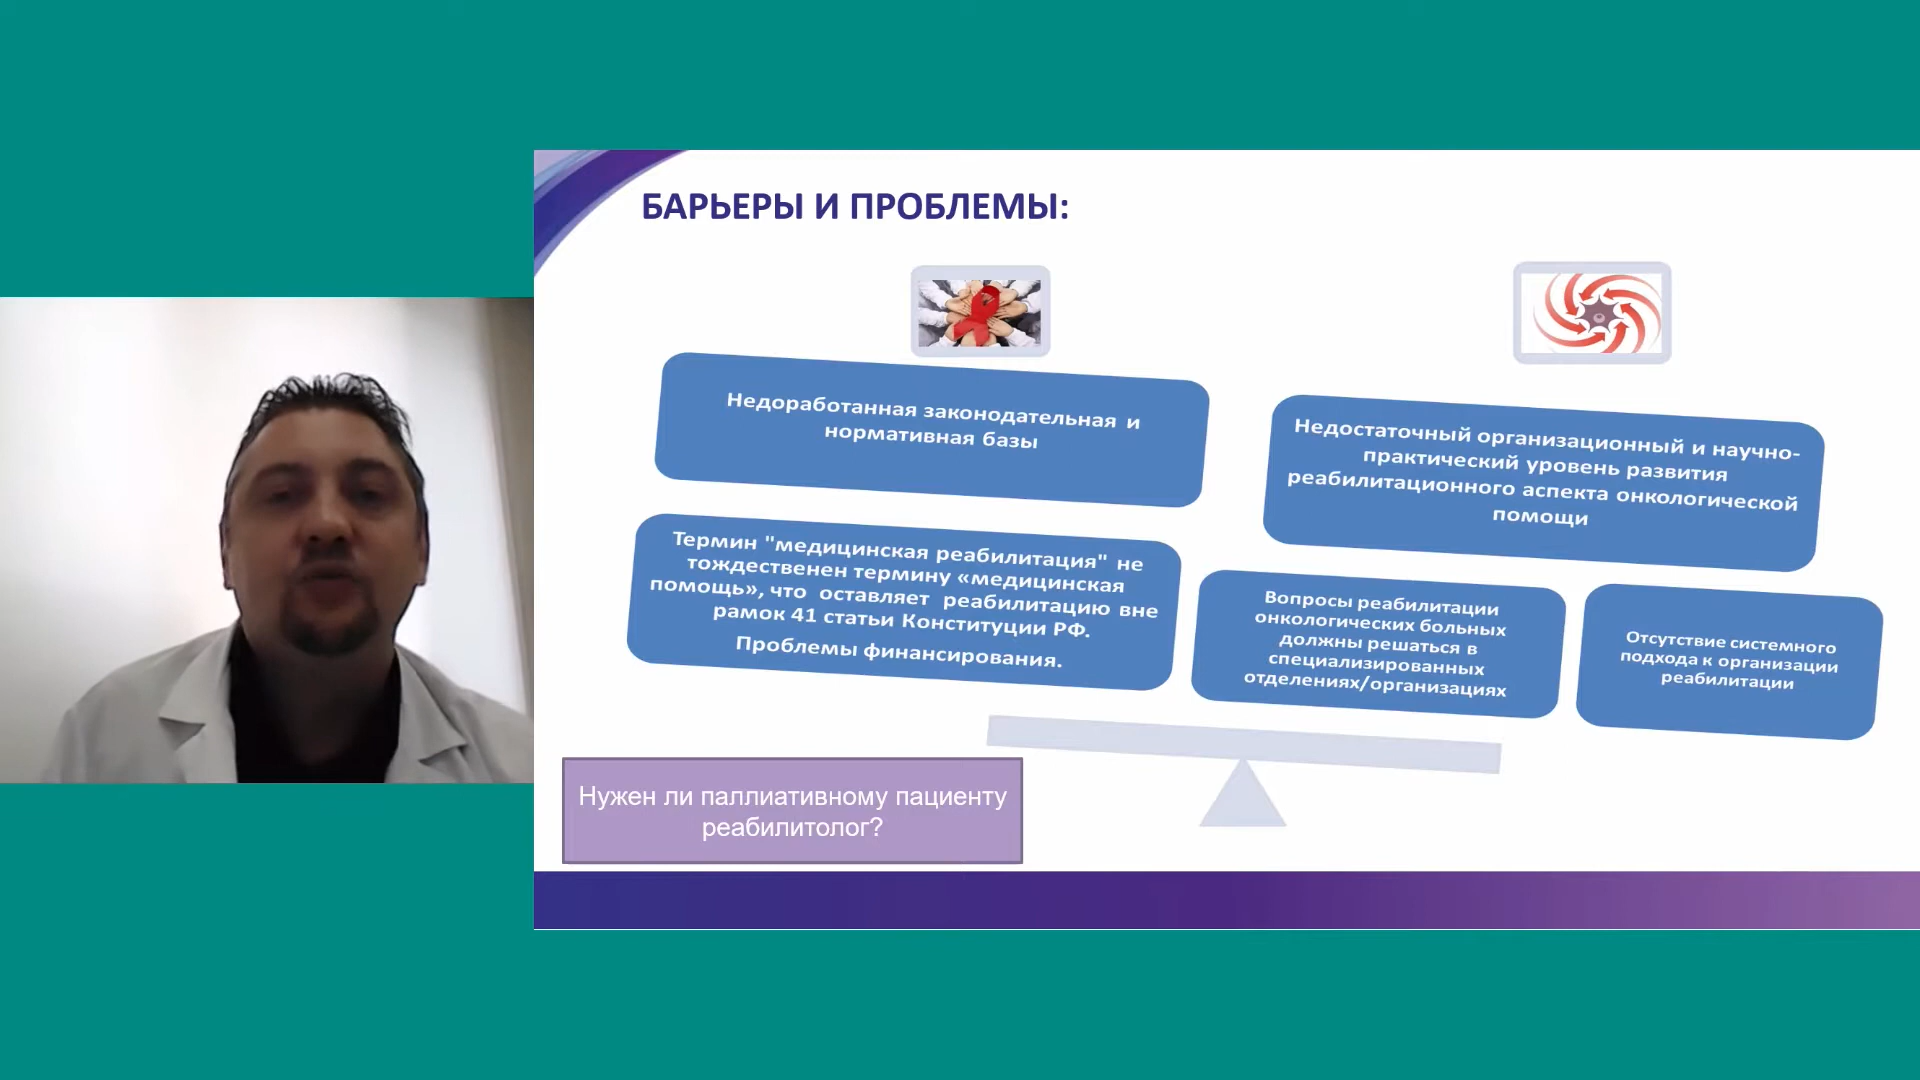 БАРЬЕРЫ И ПРОБЛЕМЫ:
Недоработанная законодательная и
нормативная базы
Термин "медицинская реабилитация" не
тождественен термину «медицинская
помощь», что оставляет реабилитацию вне
рамок 41 статьи Конституции РФ.
Проблемы финансирования.
Недостаточный организационный и научно-
практический уровень развития
реабилитационного аспекта онкологической
помощи
Вопросы реабилитации
онкологических больных
должны решаться в
специализированных
отделениях/организациях
Отсутствие системного
подхода к организации
реабилитации
Нужен ли паллиативному пациенту
реабилитолог?